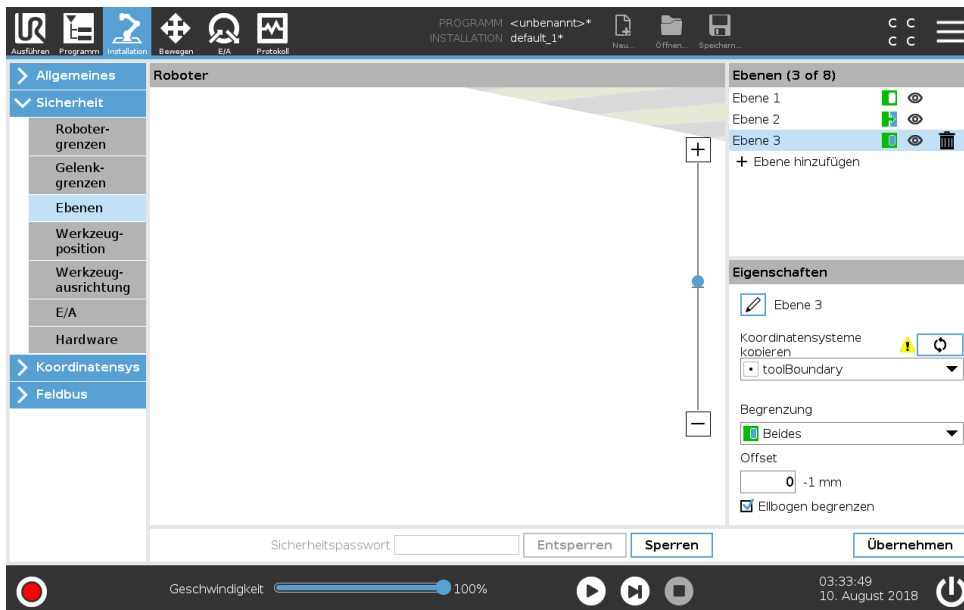 PROGRAMM <unbenannt>*
INSTALLATION default_1*
Ausführen Programm Installation Bewegen E/A Protokoll Neu... Öffnen... Speichern...
C C
C C
Allgemeines
Sicherheit
Roboter-
grenzen
Gelenk-
grenzen
Ebenen
Werkzeug-
position
Werkzeug-
ausrichtung
E/A
Hardware
Koordinatensys
Feldbus
Roboter
Ebenen (3 of 8)
Ebene 1
Ebene 2
Ebene 3
+ Ebene hinzufügen
Eigenschaften
Ebene 3
Koordinatensysteme
kopieren
toolBoundary
Begrenzung
Beides
Offset
0 -1 mm
Ellbogen begrenzen
Sicherheitspasswort Entsperren Sperren Übernehmen
Geschwindigkeit 100%
03:33:49
10. August 2018